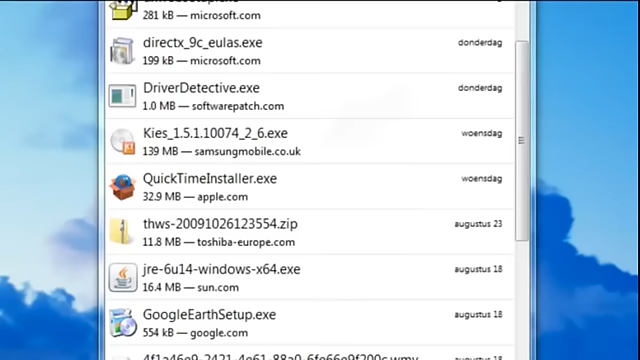 281 kB — microsoft.com
directx_9c_eulas.exe
donderdag
199 kB — microsoft.com
DriverDetective.exe
donderdag
1.0 MB — softwarepatch.com
Kies_1.5.1.10074_2_6.exe
woensdag
139 MB — samsungmobile.co.uk
QuickTimeInstaller.exe
woensdag
32.9 MB — apple.com
thws-20091026123554.zip
augustus 23
11.8 MB — toshiba-europe.com
jre-6u14-windows-x64.exe
augustus 18
16.4 MB — sun.com
GoogleEarthSetup.exe
augustus 18
554 kB — google.com